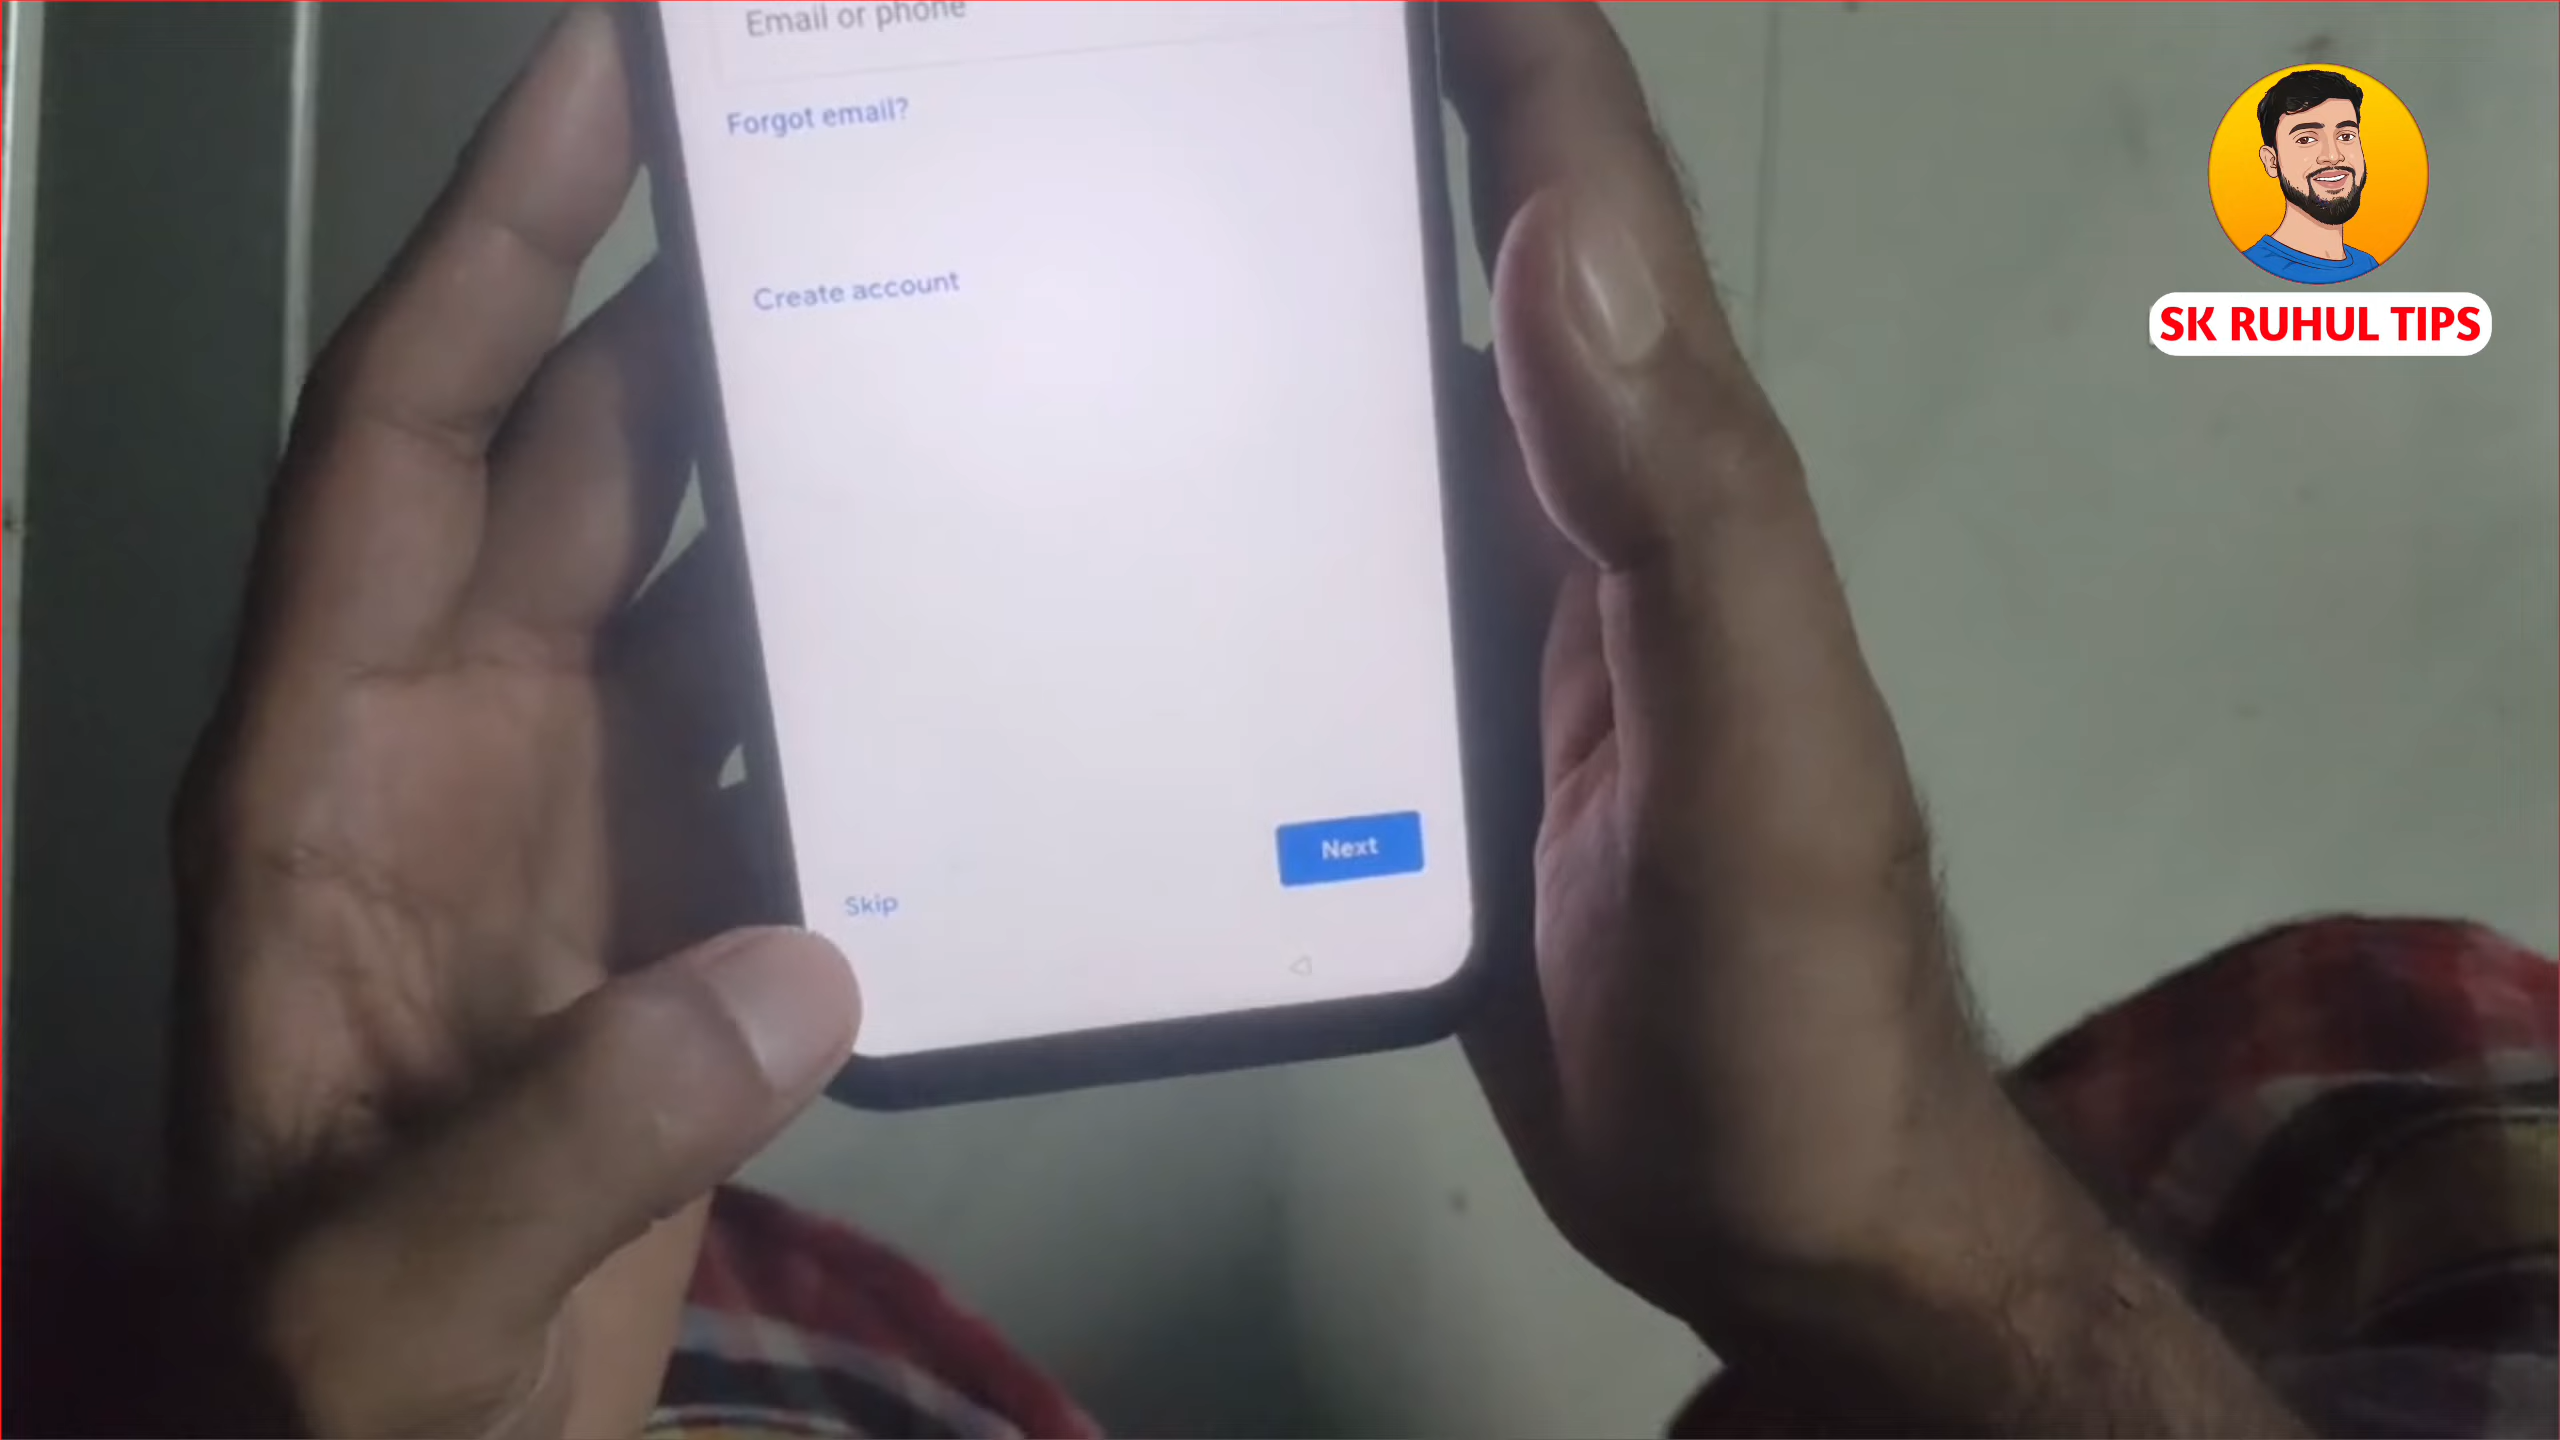 Email or phone
Forgot email?
Create account
Next
Skip
SK RUHUL TIPS